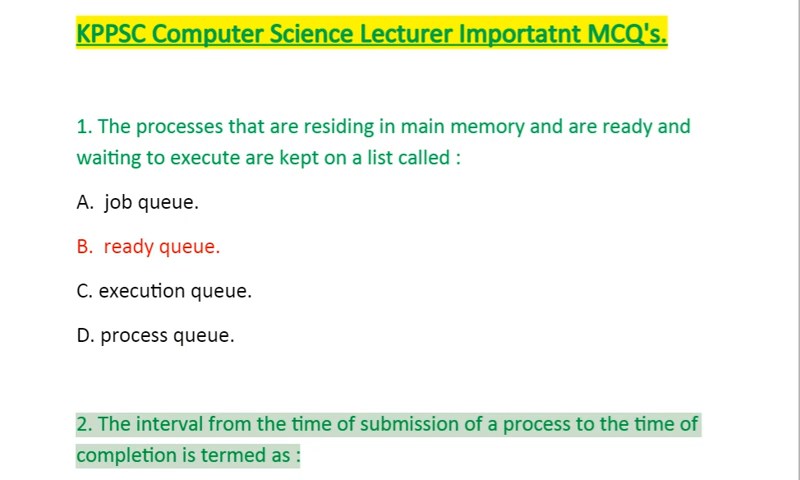 KPPSC Computer Science Lecturer Importatnt MCQ's.
1. The processes that are residing in main memory and are ready and
waiting to execute are kept on a list called :
A. job queue.
B. ready queue.
C. execution queue.
D. process queue.
2. The interval from the time of submission of a process to the time of
completion is termed as :